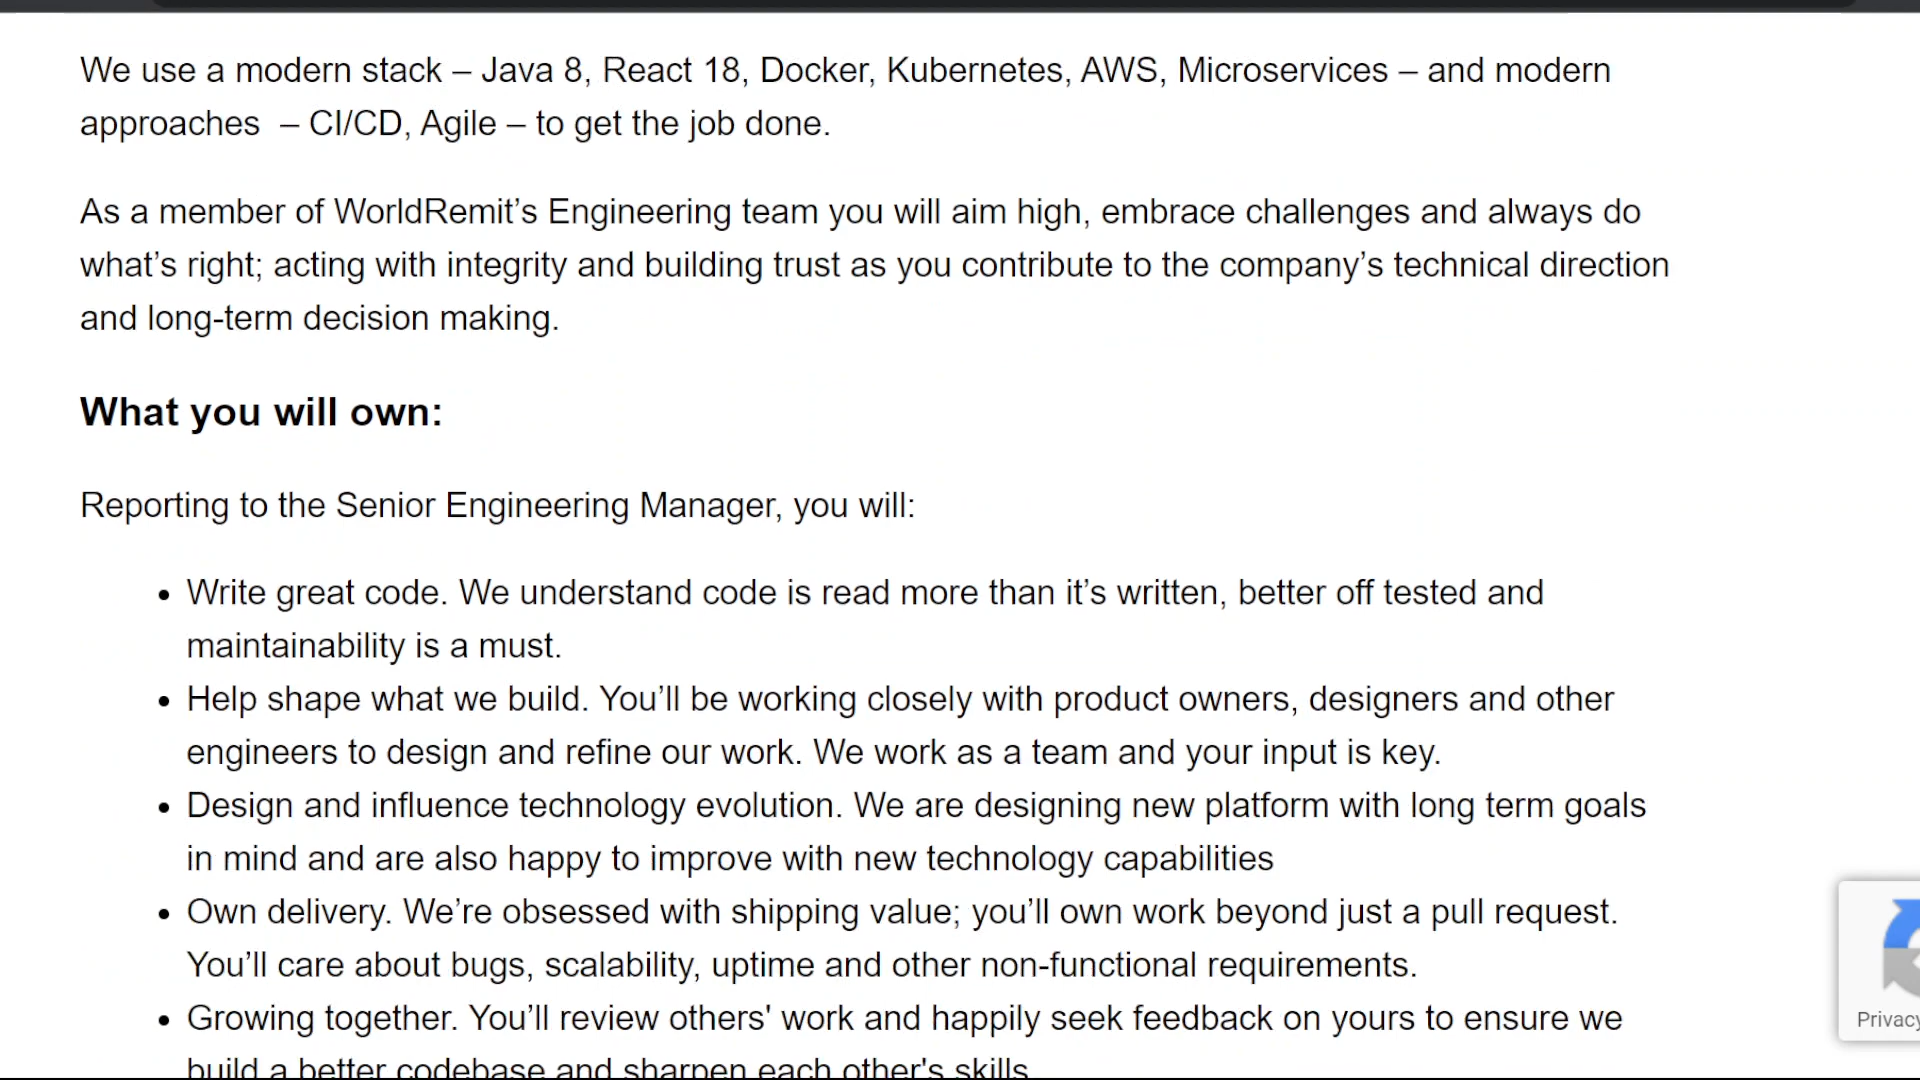 We use a modern stack – Java 8, React 18, Docker, Kubernetes, AWS, Microservices – and modern
approaches  – CI/CD, Agile – to get the job done.
As a member of WorldRemit’s Engineering team you will aim high, embrace challenges and always do
what’s right; acting with integrity and building trust as you contribute to the company’s technical direction
and long-term decision making.
What you will own:
Reporting to the Senior Engineering Manager, you will:
• Write great code. We understand code is read more than it’s written, better off tested and
maintainability is a must.
• Help shape what we build. You’ll be working closely with product owners, designers and other
engineers to design and refine our work. We work as a team and your input is key.
• Design and influence technology evolution. We are designing new platform with long term goals
in mind and are also happy to improve with new technology capabilities
• Own delivery. We’re obsessed with shipping value; you’ll own work beyond just a pull request.
You’ll care about bugs, scalability, uptime and other non-functional requirements.
• Growing together. You’ll review others' work and happily seek feedback on yours to ensure we
build a better codebase and sharpen each other's skills
Privacy